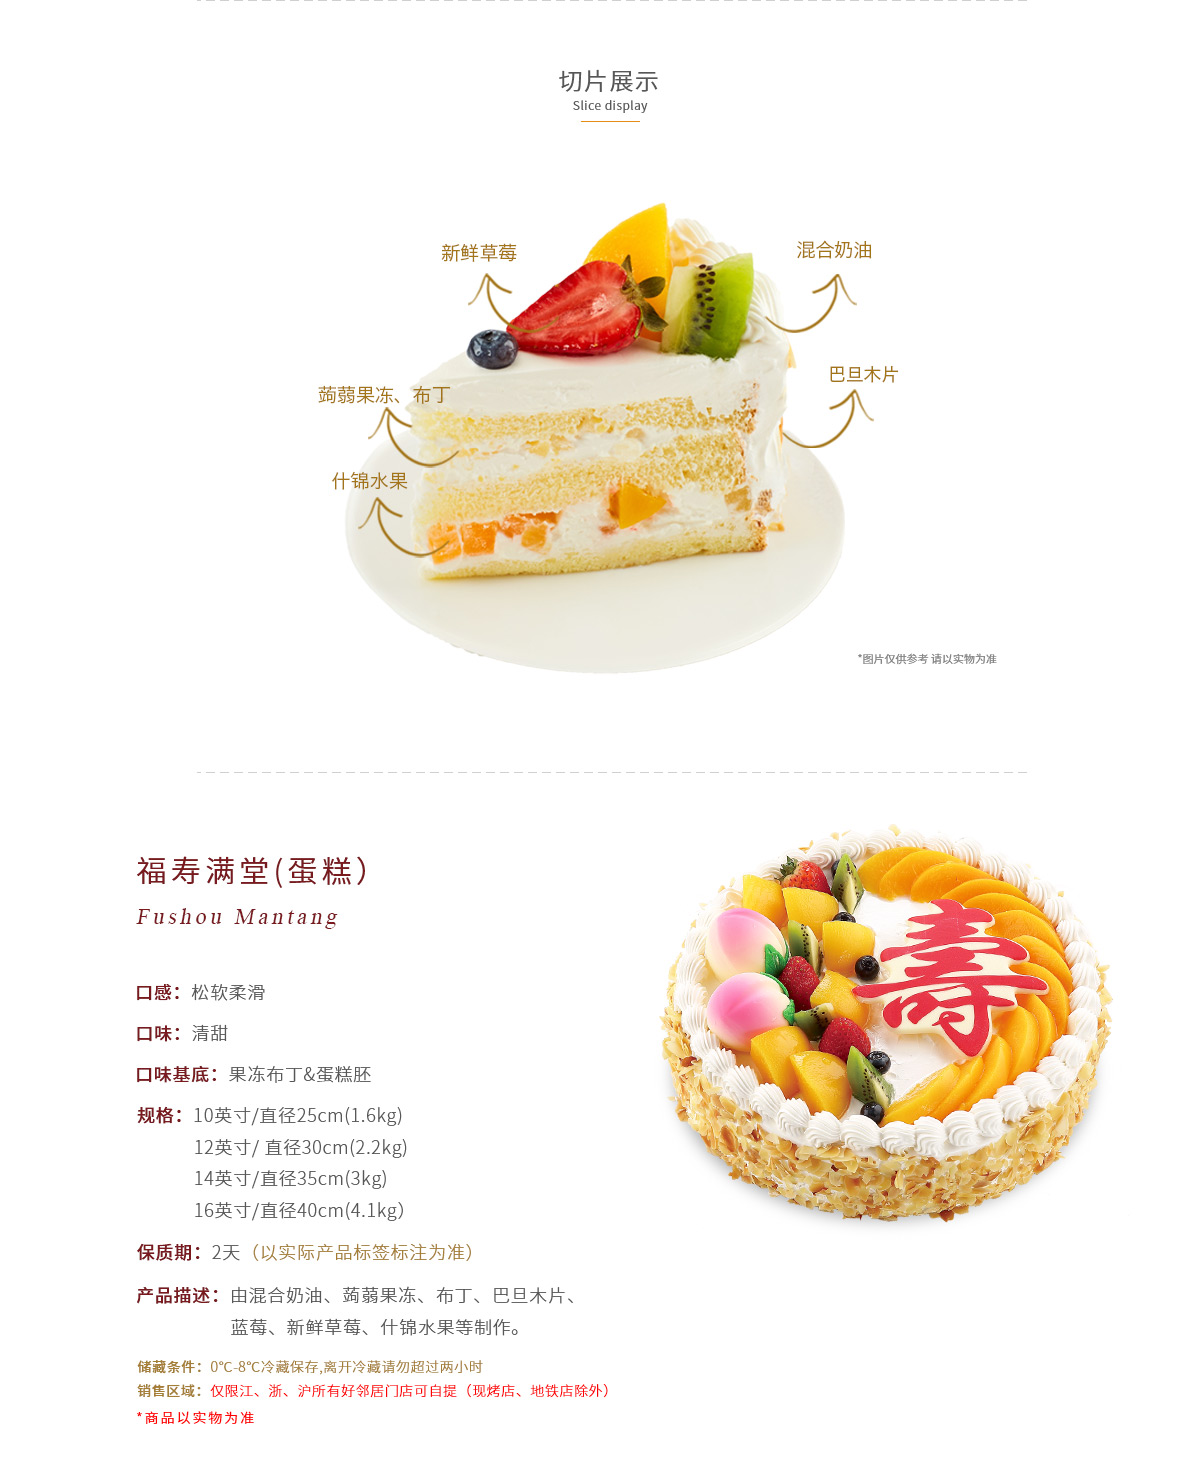 切片展示
Slice display
新鲜草莓
混合奶油
巴旦木片
蒟蒻果冻、布丁
什锦水果
*图片仅供参考 请以实物为准
福寿满堂(蛋糕）
Fushou Mantang
寿
口感：松软柔滑
口味：清甜
口味基底：果冻布丁&蛋糕胚
规格：10英寸/直径25cm(1.6kg)
12英寸/ 直径30cm(2.2kg)
14英寸/直径35cm(3kg)
16英寸/直径40cm(4.1kg）
保质期：2天（以实际产品标签标注为准）
产品描述：由混合奶油、蒟蒻果冻、布丁、巴旦木片、
蓝莓、新鲜草莓、什锦水果等制作。
储藏条件：0℃-8℃冷藏保存,离开冷藏请勿超过两小时
销售区域：仅限江、浙、沪所有好邻居门店可自提（现烤店、地铁店除外）
*商品以实物为准